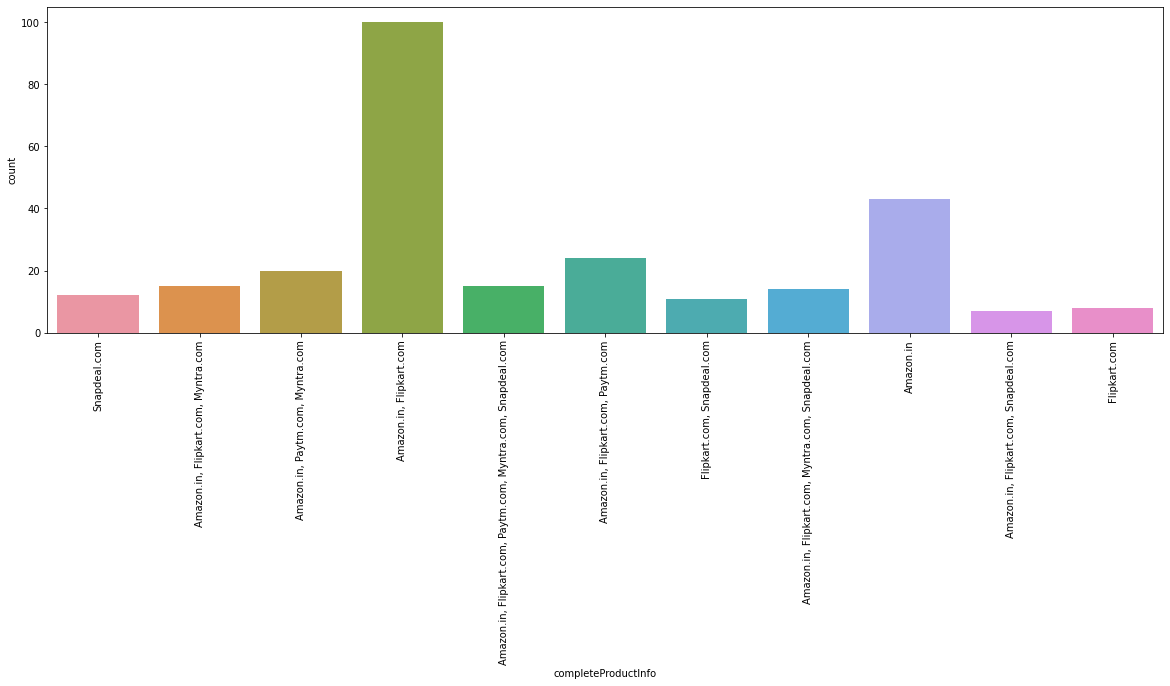 100
80
60
40
20
0
count
Snapdeal.com
Amazon.in, Flipkart.com, Myntra.com
Amazon.in, Paytm.com, Myntra.com
Amazon.in, Flipkart.com
Amazon.in, Flipkart.com, Paytm.com, Myntra.com, Snapdeal.com
Amazon.in, Flipkart.com, Paytm.com
Flipkart.com, Snapdeal.com
Amazon.in, Flipkart.com, Myntra.com, Snapdeal.com
Amazon.in
Amazon.in, Flipkart.com, Snapdeal.com
Flipkart.com
completeProductInfo